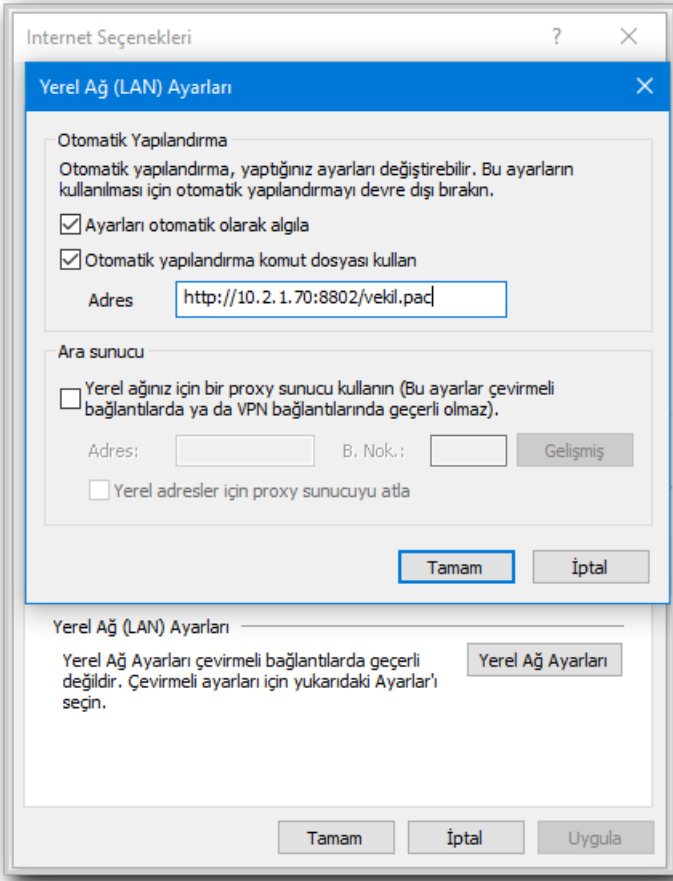 Internet Seçenekleri
Yerel Ağ (LAN) Ayarları
Otomatik Yapılandırma
Otomatik yapılandırma, yaptığınız ayarları değiştirebilir. Bu ayarların
kullanılması için otomatik yapılandırmayı devre dışı bırakın.
Ayarları otomatik olarak algıla
Otomatik yapılandırma komut dosyası kullan
Adres http://10.2.1.70:8802/vekil.pac
Ara sunucu
Yerel ağınız için bir proxy sunucu kullanın (Bu ayarlar çevirmeli
bağlantılarda ya da VPN bağlantılarında geçerli olmaz).
Adres: B. Nok.: Gelişmiş
Yerel adresler için proxy sunucuyu atla
Tamam İptal
Yerel Ağ (LAN) Ayarları
Yerel Ağ Ayarları çevirmeli bağlantılarda geçerli
değildir. Çevirmeli ayarları için yukarıdaki Ayarlar'ı
seçin.
Yerel Ağ Ayarları
Tamam İptal Uygula